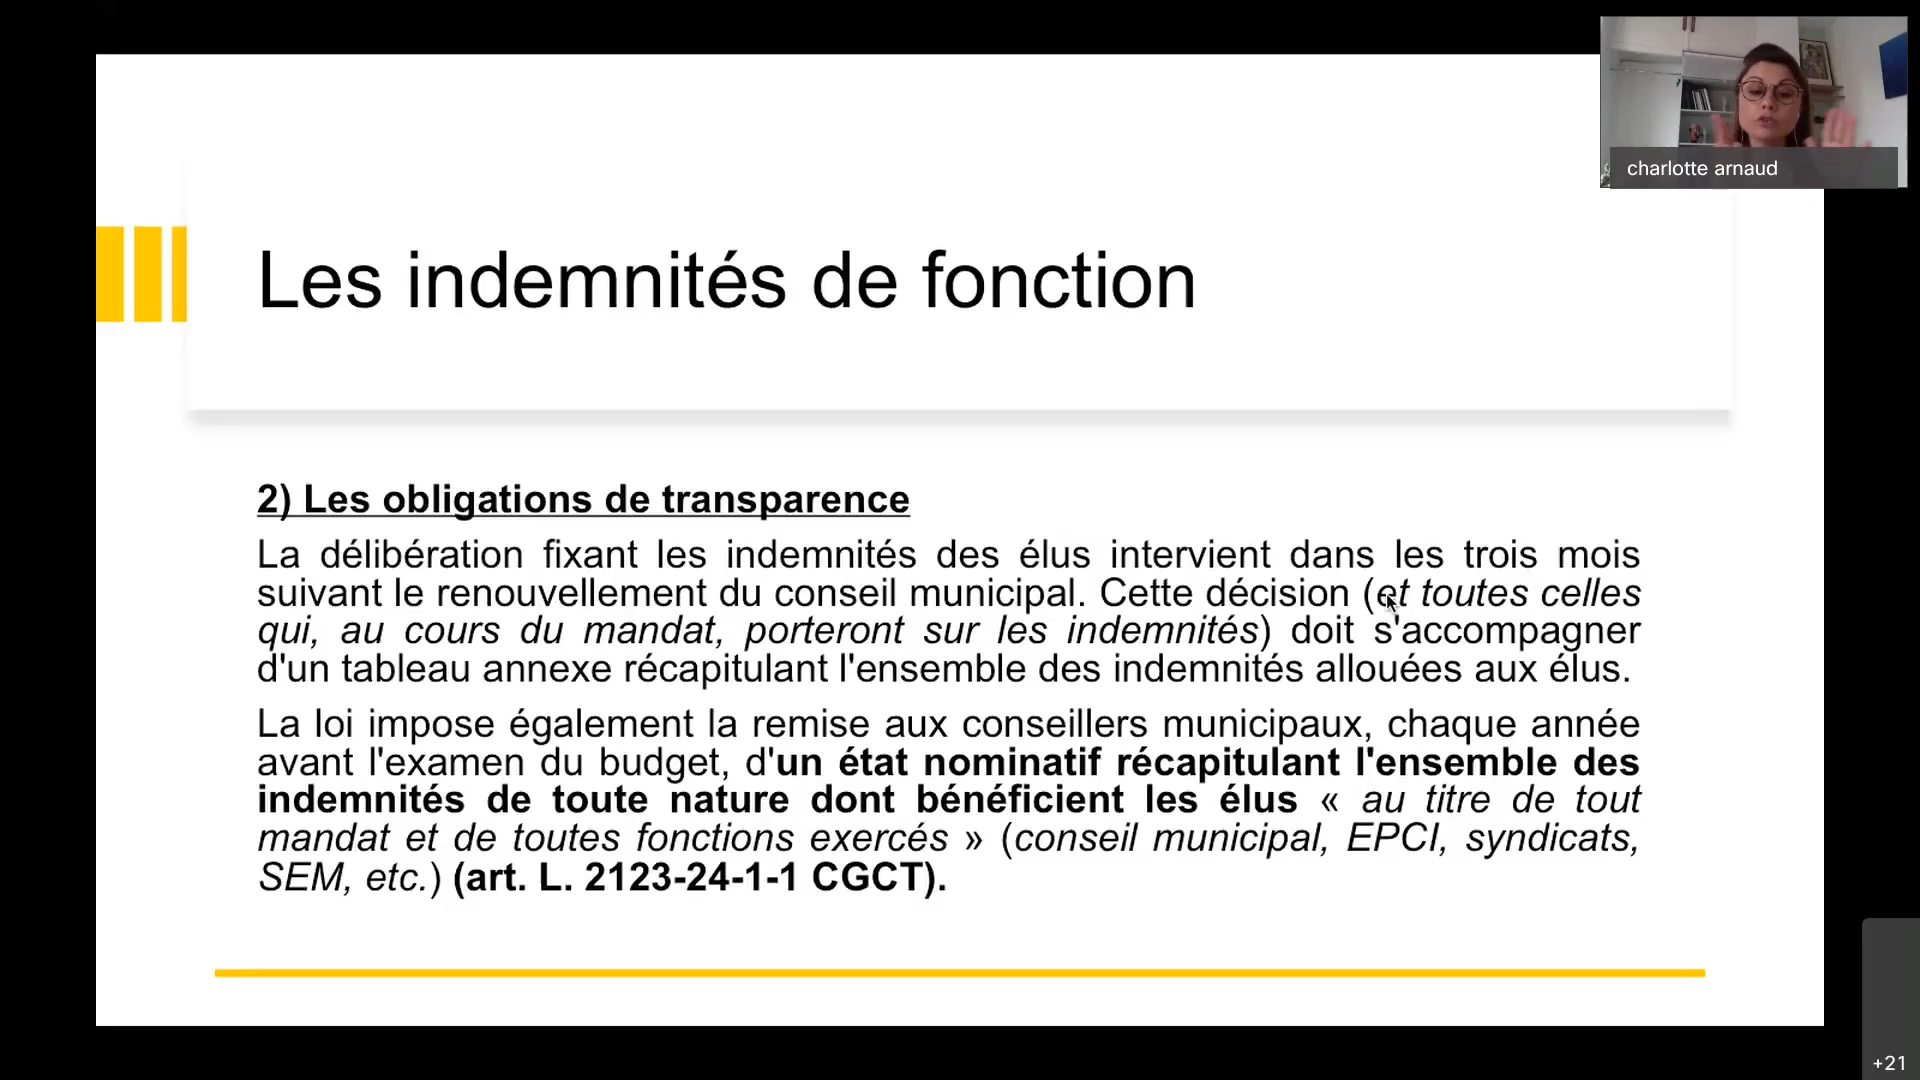 charlotte arnaud
Les indemnités de fonction
2) Les obligations de transparence
La délibération fixant les indemnités des élus intervient dans les trois mois
suivant le renouvellement du conseil municipal. Cette décision (et toutes celles
qui, au cours du mandat, porteront sur les indemnités) doit s'accompagner
d'un tableau annexe récapitulant l'ensemble des indemnités allouées aux élus.
La loi impose également la remise aux conseillers municipaux, chaque année
avant l'examen du budget, d'un état nominatif récapitulant l'ensemble des
indemnités de toute nature dont bénéficient les élus « au titre de tout
mandat et de toutes fonctions exercés » (conseil municipal, EPCI, syndicats,
SEM, etc.) (art. L. 2123-24-1-1 CGCT).
+21